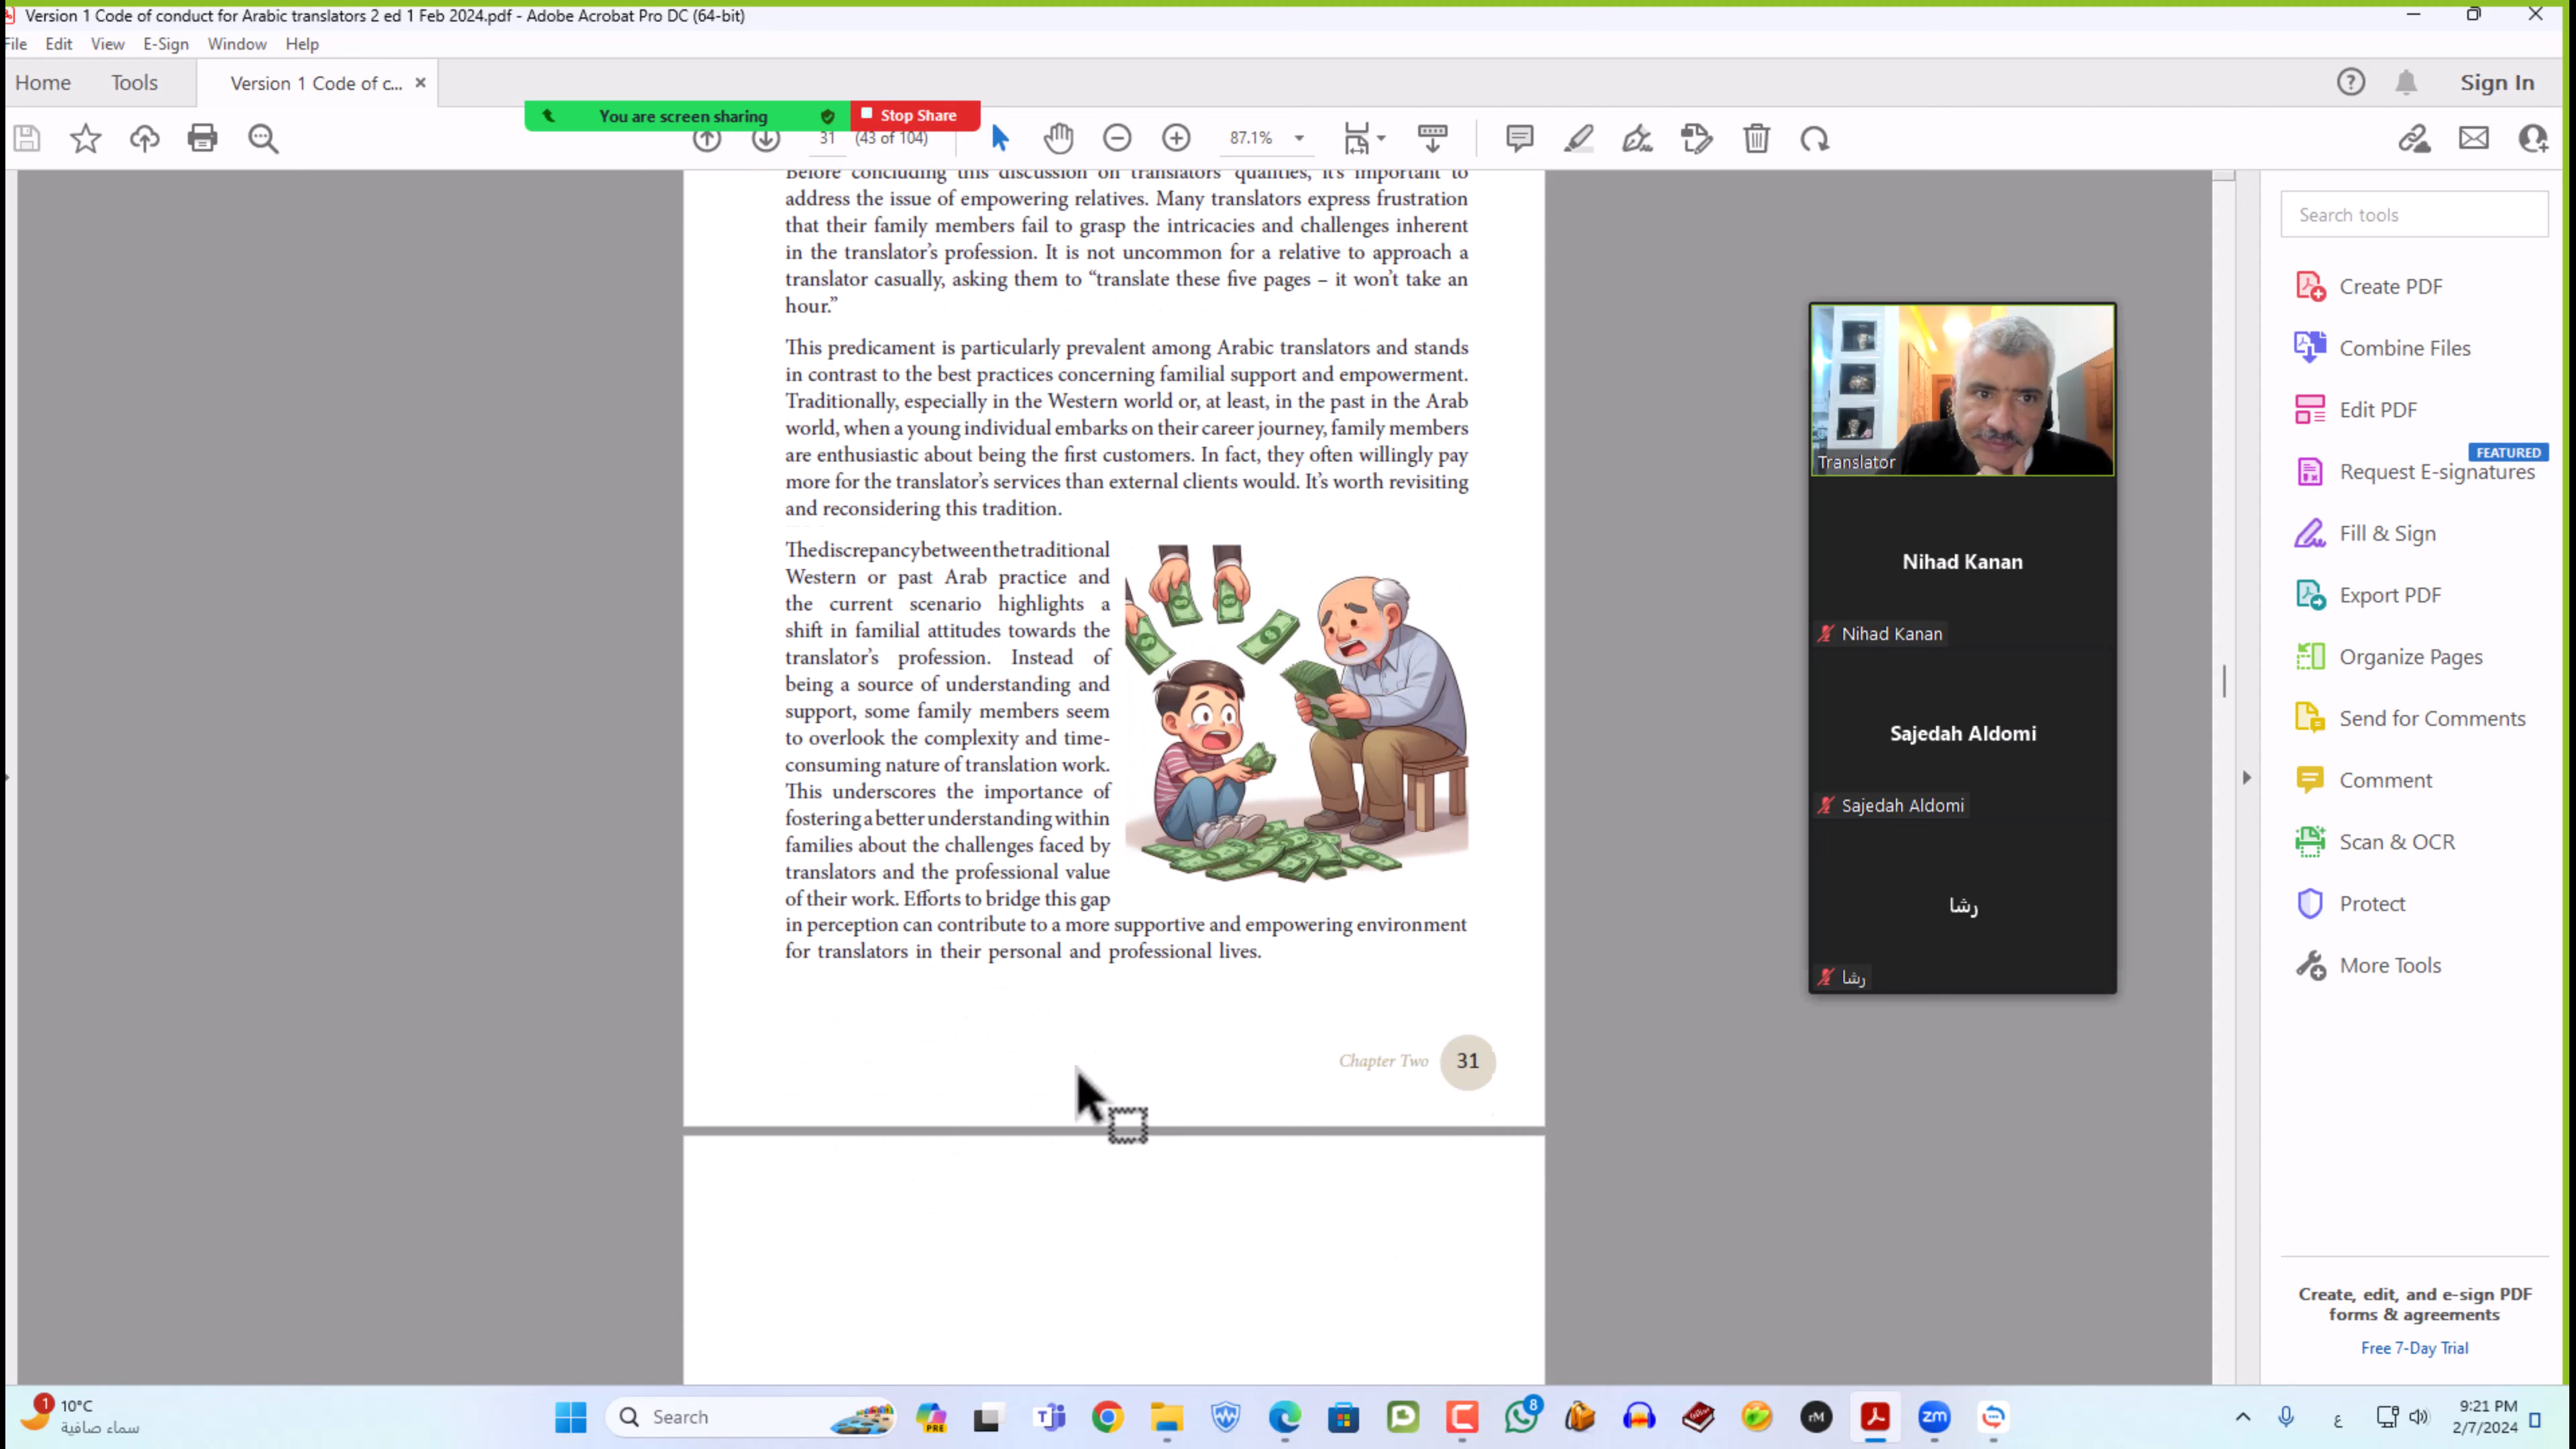 Version 1 Code of conduct for Arabic translators 2 ed 1 Feb 2024.pdf - Adobe Acrobat Pro DC (64-bit)
File Edit View E-Sign Window Help
Home Tools Version 1 Code of c... Sign In
You are screen sharing Stop Share
31 (43 of 104) 87.1%
Before concluding this discussion on translators' qualities, it's important to
address the issue of empowering relatives. Many translators express frustration
that their family members fail to grasp the intricacies and challenges inherent
in the translator's profession. It is not uncommon for a relative to approach a
translator casually, asking them to “translate these five pages – it won't take an
hour.”
This predicament is particularly prevalent among Arabic translators and stands
in contrast to the best practices concerning familial support and empowerment.
Traditionally, especially in the Western world or, at least, in the past in the Arab
world, when a young individual embarks on their career journey, family members
are enthusiastic about being the first customers. In fact, they often willingly pay
more for the translator's services than external clients would. It's worth revisiting
and reconsidering this tradition.
The discrepancy between the traditional
Western or past Arab practice and
the current scenario highlights a
shift in familial attitudes towards the
translator's profession. Instead of
being a source of understanding and
support, some family members seem
to overlook the complexity and time-
consuming nature of translation work.
This underscores the importance of
fostering a better understanding within
families about the challenges faced by
translators and the professional value
of their work. Efforts to bridge this gap
in perception can contribute to a more supportive and empowering environment
for translators in their personal and professional lives.
Chapter Two 31
Translator
Nihad Kanan
Nihad Kanan
Sajedah Aldomi
Sajedah Aldomi
رشا
رشا
Search tools
Create PDF
Combine Files
Edit PDF
FEATURED
Request E-signatures
Fill & Sign
Export PDF
Organize Pages
Send for Comments
Comment
Scan & OCR
Protect
More Tools
Create, edit, and e-sign PDF
forms & agreements
Free 7-Day Trial
1
10°C
سماء صافية
Search
PRE
8
rM
zm
ع
9:21 PM
2/7/2024